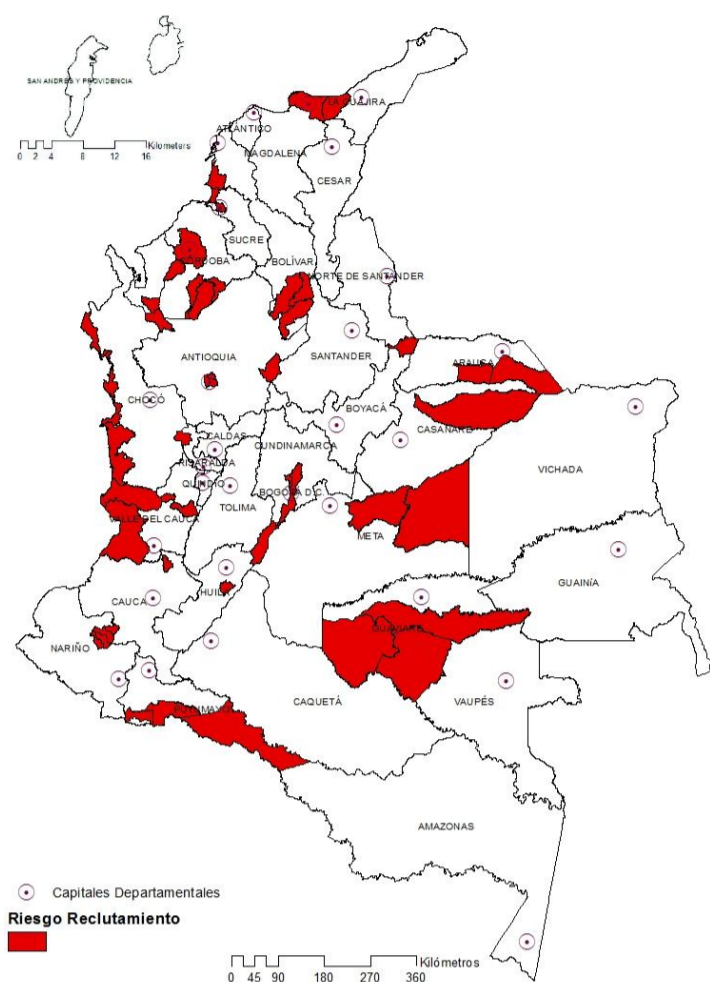 SAN ANDRES Y PROVIDENCIA
Kilometers
0 2 4 8 12 16
LA GUAJIRA
ATLANTICO
MAGDALENA
CESAR
SUCRE
BOLÍVAR
CÓRDOBA
NORTE DE SANTANDER
ANTIOQUIA
SANTANDER
ARAUCA
CHOCÓ
BOYACÁ
CASANARE
CALDAS
CUNDINAMARCA
RISARALDA
VICHADA
QUINDIO
BOGOTA D.C.
TOLIMA
VALLE DEL CAUCA
META
GUAINíA
CAUCA
HUILA
GUAVIARE
NARIÑO
CAQUETÁ
VAUPÉS
PUTUMAYO
AMAZONAS
Capitales Departamentales
Riesgo Reclutamiento
Kilómetros
0 45 90 180 270 360